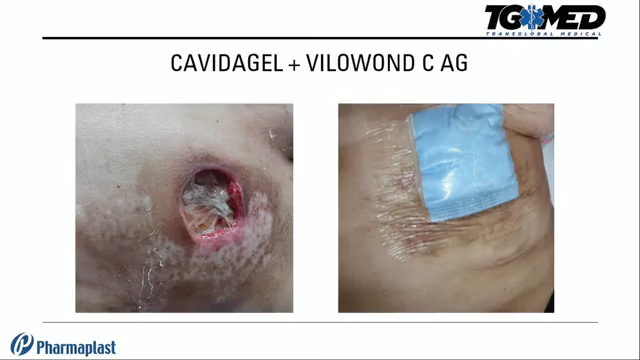 TGMED
TRANSGLOBAL MEDICAL
CAVIDAGEL + VILOWOND C AG
Pharmaplast